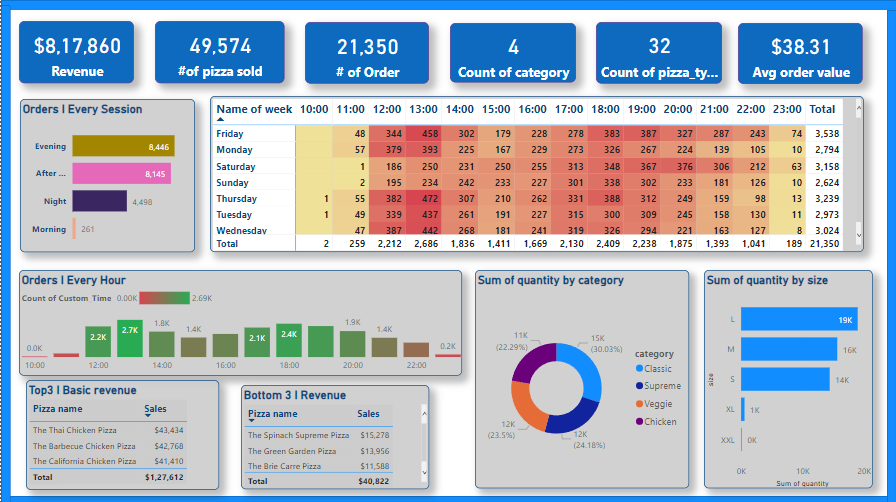 $8,17,860
Revenue
49,574
#of pizza sold
21,350
# of Order
4
Count of category
32
Count of pizza_ty...
$38.31
Avg order value
Orders I Every Session
Evening 8,446
After ... 8,145
Night 4,498
Morning 261
Name of week 10:00 11:00 12:00 13:00 14:00 15:00 16:00 17:00 18:00 19:00 20:00 21:00 22:00 23:00 Total
Friday 48 344 458 302 179 228 278 383 387 327 287 243 74 3,538
Monday 57 379 393 225 167 229 273 326 267 224 139 105 10 2,794
Saturday 1 186 250 231 250 255 313 348 367 376 306 212 63 3,158
Sunday 2 195 234 242 233 227 301 338 302 233 181 126 10 2,624
Thursday 1 55 382 472 307 210 262 331 388 312 249 159 98 13 3,239
Tuesday 1 49 339 437 261 191 227 315 300 309 245 158 130 11 2,973
Wednesday 47 387 442 268 181 241 319 326 294 221 163 127 8 3,024
Total 2 259 2,212 2,686 1,836 1,411 1,669 2,130 2,409 2,238 1,875 1,393 1,041 189 21,350
Orders I Every Hour
Count of Custom Time 0.00K 2.69K
0.0K 2.2K 2.7K 1.8K 1.4K 2.1K 2.4K 1.9K 1.4K 0.2K
10:00 12:00 14:00 16:00 18:00 20:00 22:00
Top3 I Basic revenue
Pizza name Sales
The Thai Chicken Pizza $43,434
The Barbecue Chicken Pizza $42,768
The California Chicken Pizza $41,410
Total $1,27,612
Bottom 3 I Revenue
Pizza name Sales
The Spinach Supreme Pizza $15,278
The Green Garden Pizza $13,956
The Brie Carre Pizza $11,588
Total $40,822
Sum of quantity by category
11K
(22.29%)
15K
(30.03%)
12K
(23.5%)
12K
(24.18%)
category
Classic
Supreme
Veggie
Chicken
Sum of quantity by size
size
L 19K
M 16K
S 14K
XL 1K
XXL 0K
0K 10K 20K
Sum of quantity